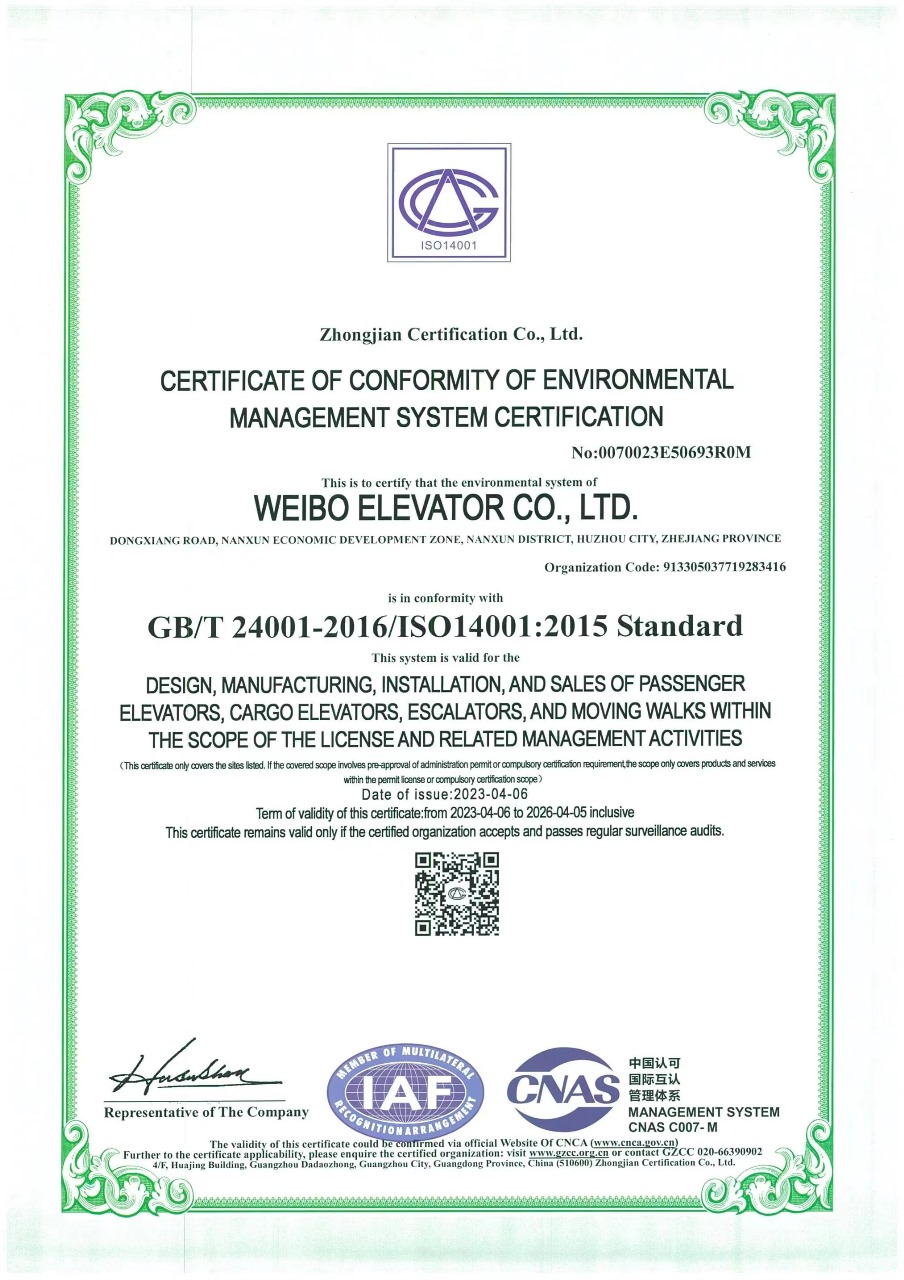 ISO14001
Zhongjian Certification Co., Ltd.
CERTIFICATE OF CONFORMITY OF ENVIRONMENTAL
MANAGEMENT SYSTEM CERTIFICATION
No:0070023E50693R0M
This is to certify that the environmental system of
WEIBO ELEVATOR CO., LTD.
DONGXIANG ROAD, NANXUN ECONOMIC DEVELOPMENT ZONE, NANXUN DISTRICT, HUZHOU CITY, ZHEJIANG PROVINCE
Organization Code: 913305037719283416
is in conformity with
GB/T 24001-2016/ISO14001:2015 Standard
This system is valid for the
DESIGN, MANUFACTURING, INSTALLATION, AND SALES OF PASSENGER
ELEVATORS, CARGO ELEVATORS, ESCALATORS, AND MOVING WALKS WITHIN
THE SCOPE OF THE LICENSE AND RELATED MANAGEMENT ACTIVITIES
(This certificate only covers the sites listed. If the covered scope involves pre-approval of administration permit or compulsory certification requirement,the scope only covers products and services
within the permit license or compulsory certification scope)
Date of issue:2023-04-06
Term of validity of this certificate:from 2023-04-06 to 2026-04-05 inclusive
This certificate remains valid only if the certified organization accepts and passes regular surveillance audits.
Representative of The Company
MEMBER OF MULTILATERAL
IAF
RECOGNITION ARRANGEMENT
CNAS
中国认可
国际互认
管理体系
MANAGEMENT SYSTEM
CNAS C007- M
The validity of this certificate could be confirmed via official Website Of CNCA (www.cnca.gov.cn)
Further to the certificate applicability, please enquire the certified organization: visit www.gzcc.org.cn or contact GZCC 020-66390902
4/F, Huajing Building, Guangzhou Dadaozhong, Guangzhou City, Guangdong Province, China (510600) Zhongjian Certification Co., Ltd.